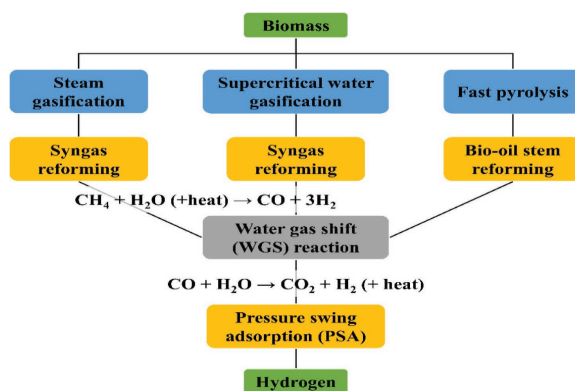 Biomass
Steam
gasification
Supercritical water
gasification
Fast pyrolysis
Syngas
reforming
Syngas
reforming
Bio-oil stem
reforming
CH₄ + H₂O (+heat) → CO + 3H₂
Water gas shift
(WGS) reaction
CO + H₂O → CO₂ + H₂ (+ heat)
Pressure swing
adsorption (PSA)
Hydrogen